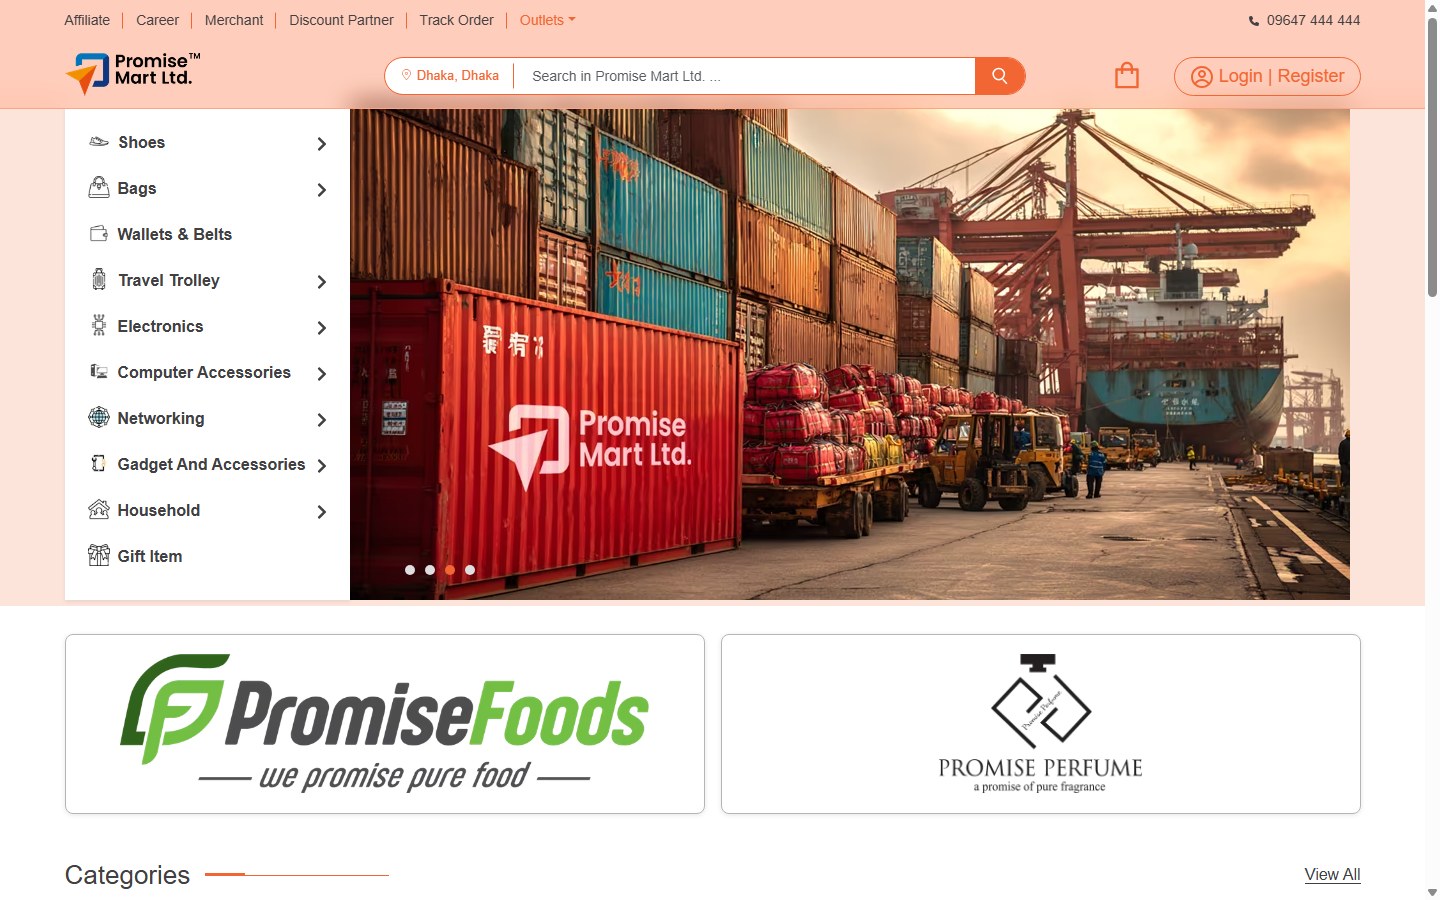 Affiliate
Career
Merchant
Discount Partner
Track Order
Outlets
09647 444 444
Promise™
Mart Ltd.
Dhaka, Dhaka
Search in Promise Mart Ltd. ...
Login | Register
Shoes
Bags
Wallets & Belts
Travel Trolley
Electronics
Computer Accessories
Networking
Gadget And Accessories
Household
Gift Item
Promise
Mart Ltd.
PromiseFoods
we promise pure food
Promise Perfume
PROMISE PERFUME
a promise of pure fragrance
Categories
View All